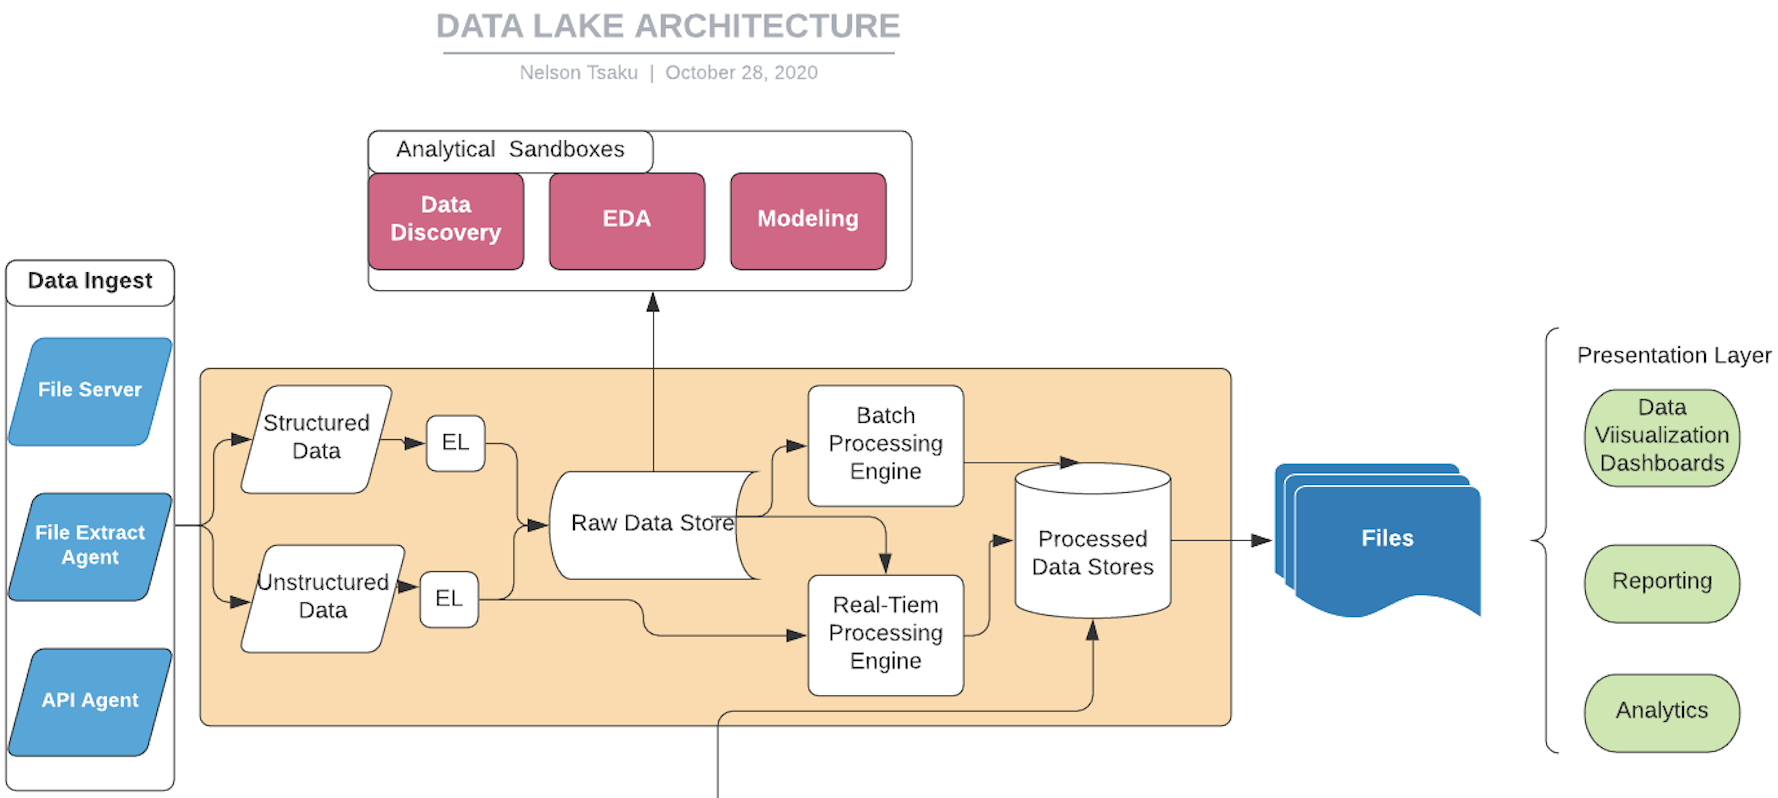 DATA LAKE ARCHITECTURE
Nelson Tsaku | October 28, 2020
Analytical Sandboxes
Data
Discovery
EDA
Modeling
Data Ingest
File Server
File Extract
Agent
API Agent
Structured
Data
EL
Unstructured
Data
EL
Raw Data Store
Batch
Processing
Engine
Real-Tiem
Processing
Engine
Processed
Data Stores
Files
Presentation Layer
Data
Viisualization
Dashboards
Reporting
Analytics